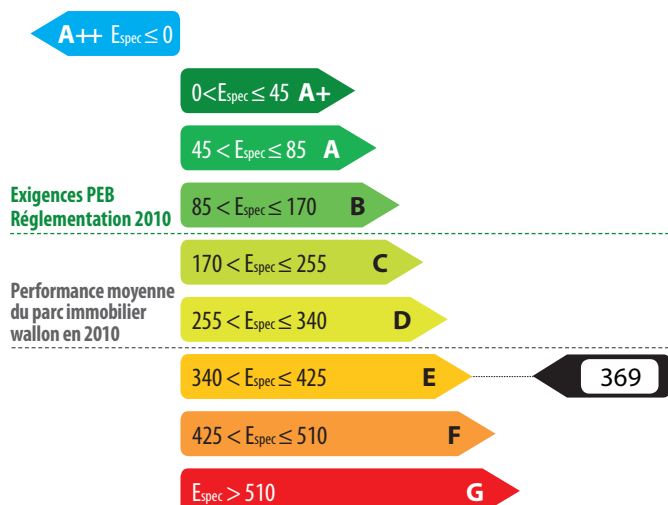 A++ Espec ≤ 0
0<Espec ≤ 45 A+
45 < Espec ≤ 85 A
Exigences PEB
Réglementation 2010
85 < Espec ≤ 170 B
170 < Espec ≤ 255 C
Performance moyenne
du parc immobilier
wallon en 2010
255 < Espec ≤ 340 D
340 < Espec ≤ 425 E
369
425 < Espec ≤ 510 F
Espec > 510 G